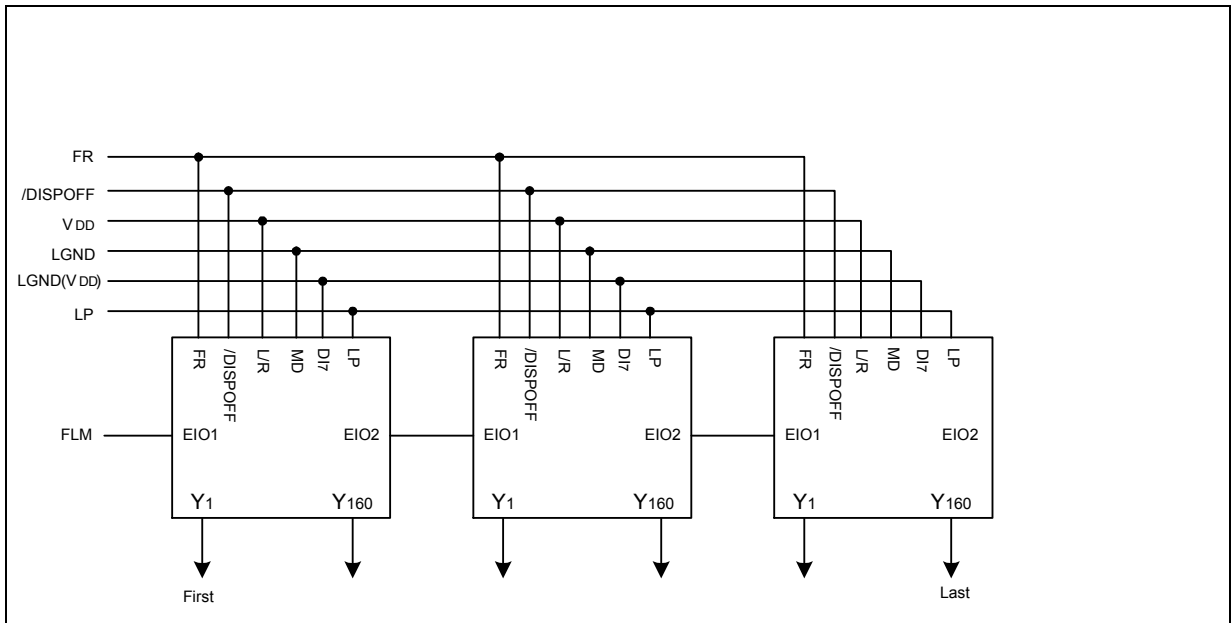 FR
/DISPOFF
VDD
LGND
LGND(VDD)
LP
FR /DISPOFF L/R MD DI7 LP
FR /DISPOFF L/R MD DI7 LP
FR /DISPOFF L/R MD DI7 LP
FLM EIO1 EIO2 EIO1 EIO2 EIO1 EIO2
Y1 Y160 Y1 Y160 Y1 Y160
First Last